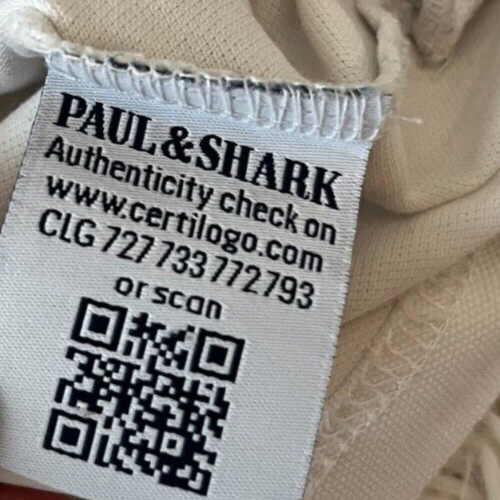 PAUL & SHARK
Authenticity check on
www.certilogo.com
CLG 727 733 772 793
or scan